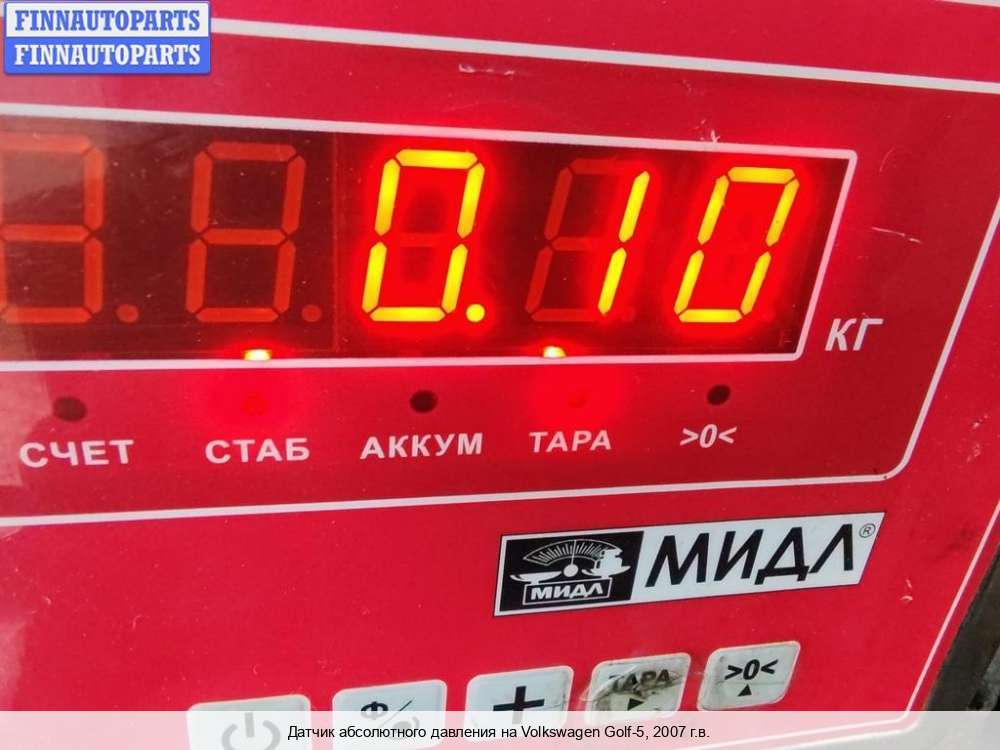 FINNAUTOPARTS
FINNAUTOPARTS
0.10
КГ
СЧЕТ СТАБ АККУМ ТАРА >0<
МИДЛ МИДЛ®
Ф + ТАРА >0<
Датчик абсолютного давления на Volkswagen Golf-5, 2007 г.в.